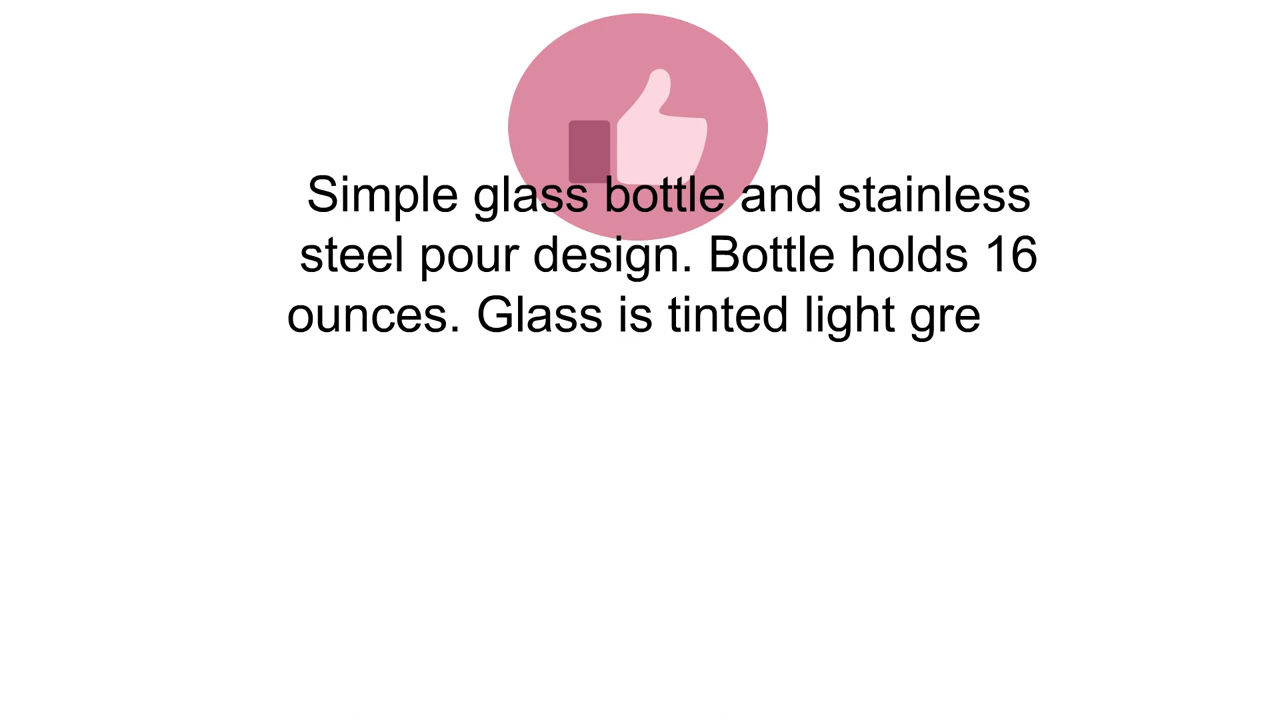 Simple glass bottle and stainless
steel pour design. Bottle holds 16
ounces. Glass is tinted light gre